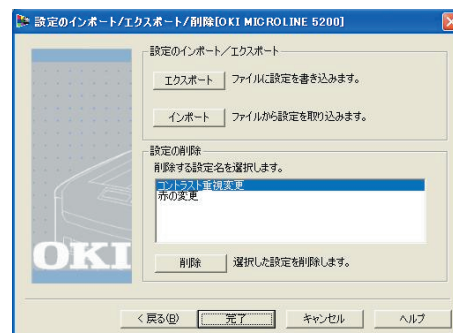 設定のインポート/エクスポート/削除[OKI MICROLINE 5200]
設定のインポート/エクスポート
エクスポート ファイルに設定を書き込みます。
インポート ファイルから設定を取り込みます。
設定の削除
削除する設定名を選択します。
コントラスト重視変更
赤の変更
OKI
削除 選択した設定を削除します。
< 戻る(B) 完了 キャンセル ヘルプ